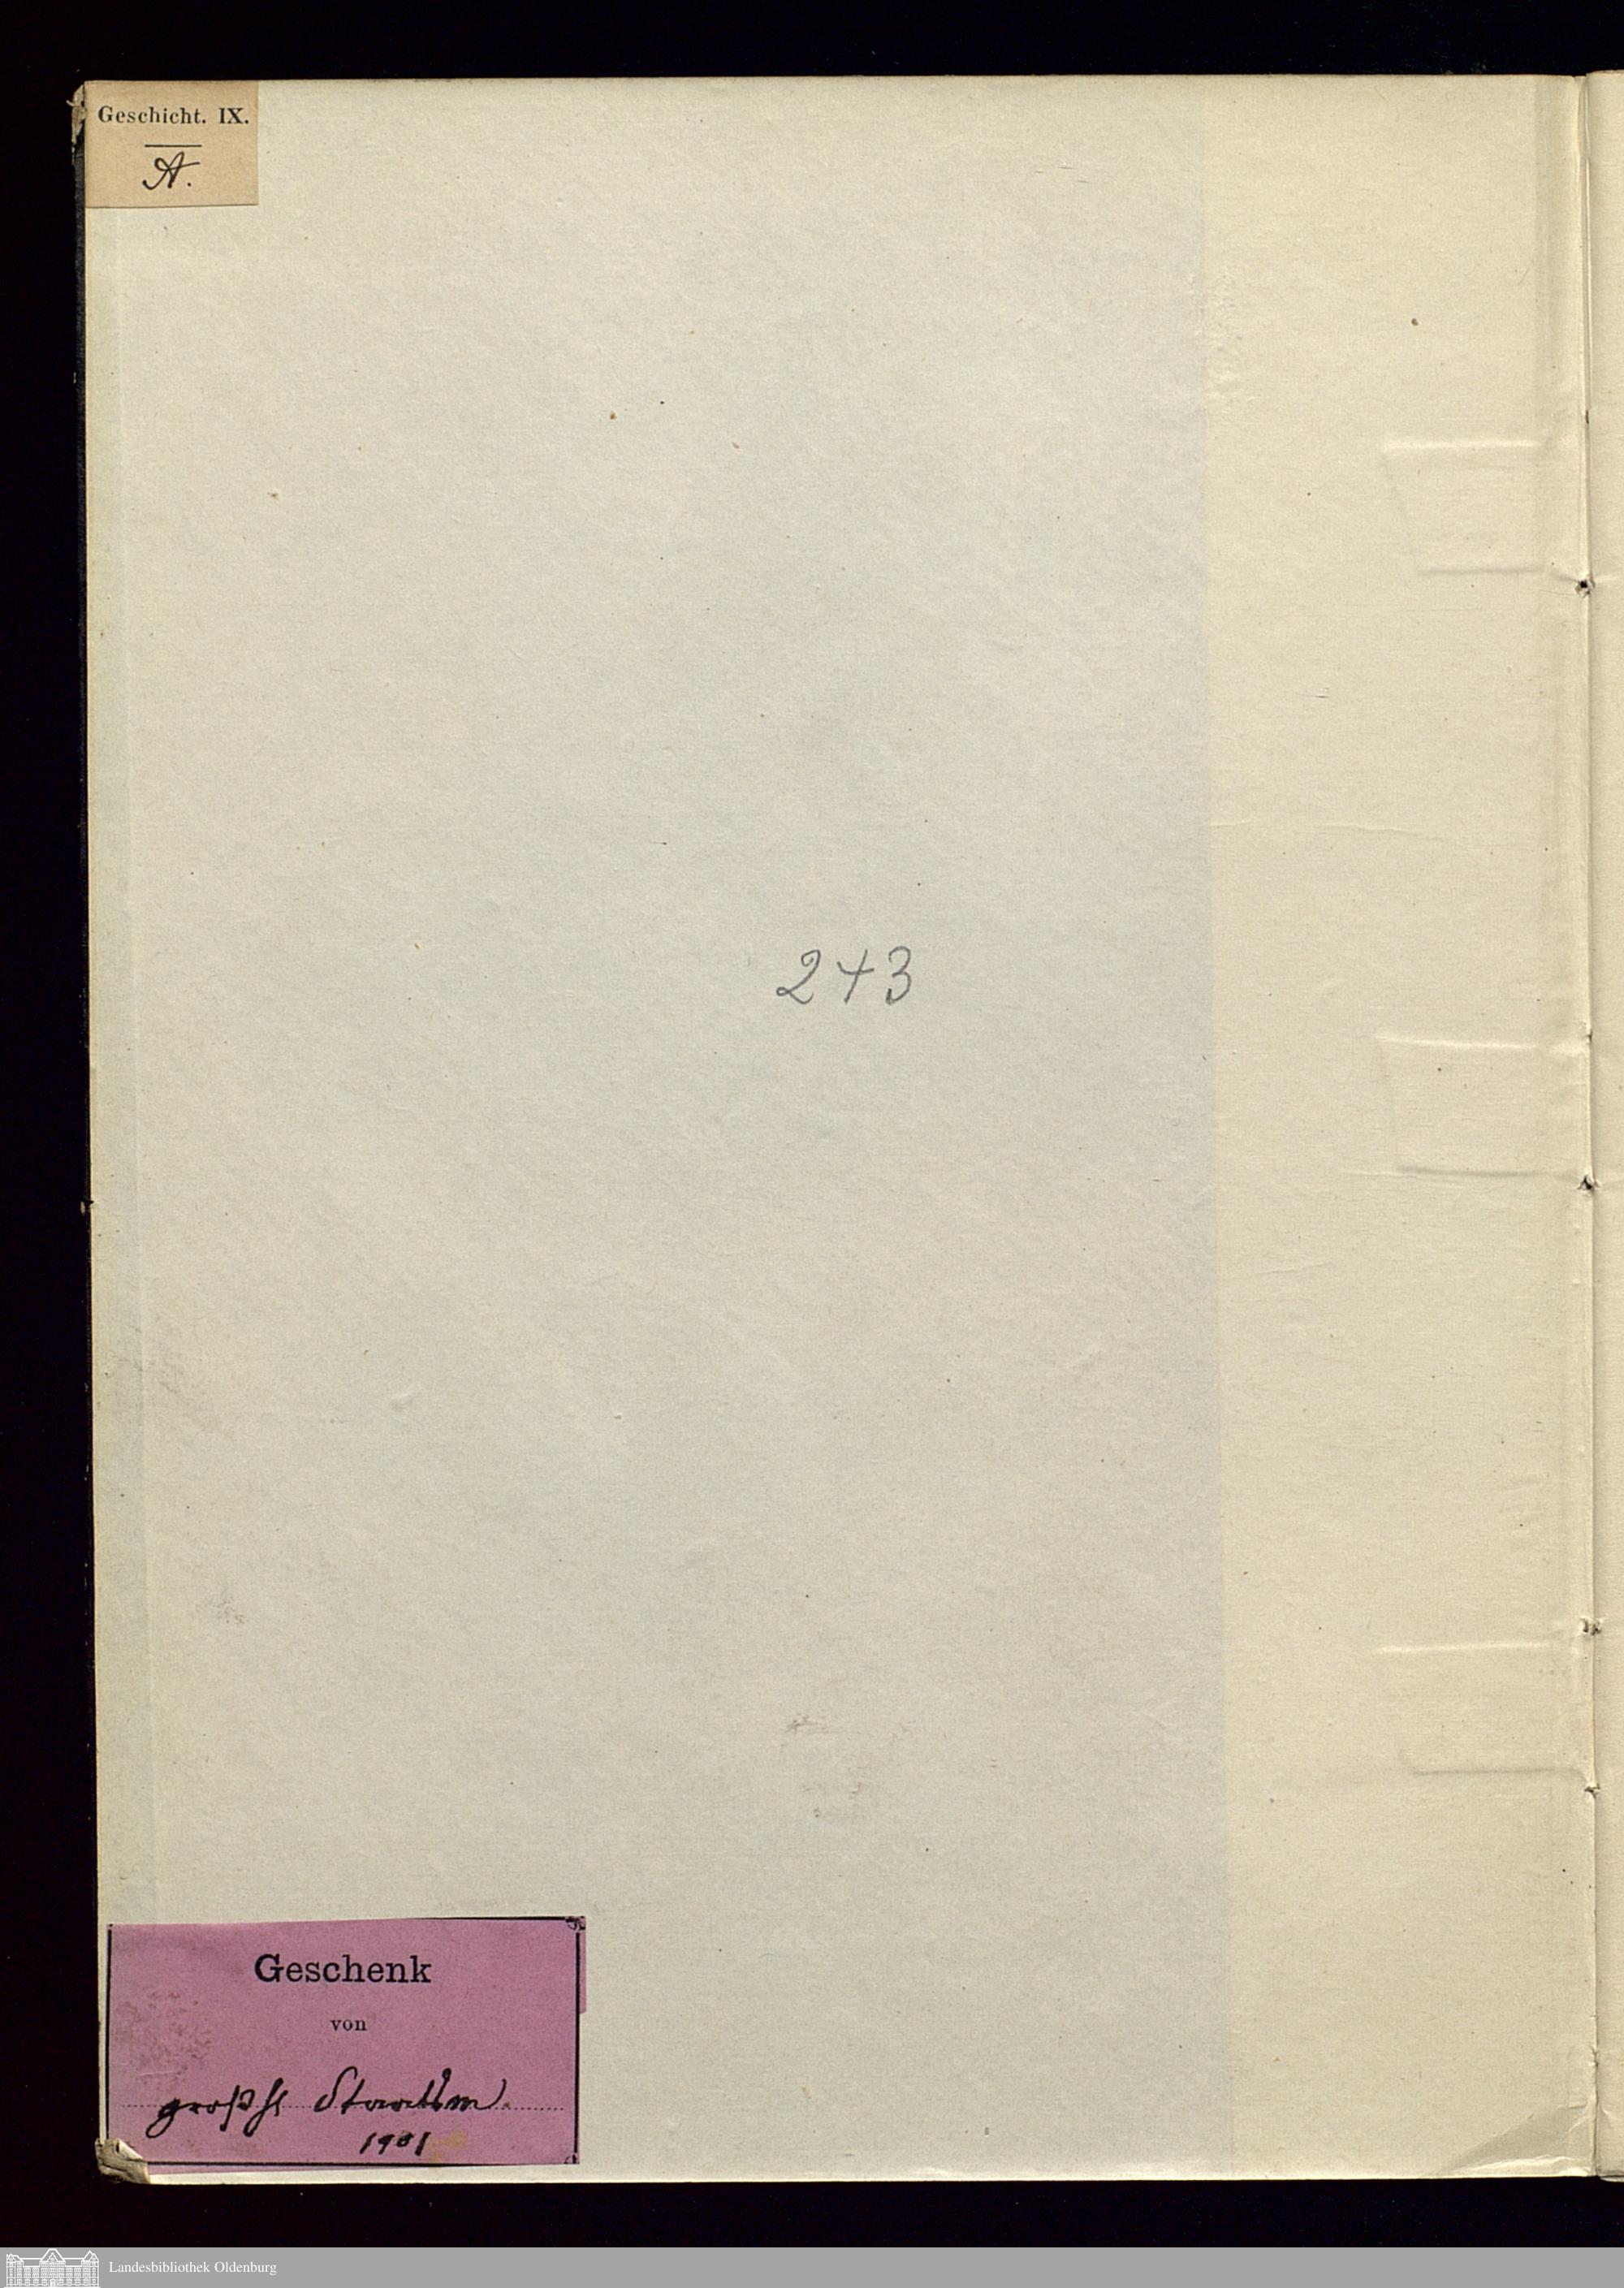 Geschicht. IX.
A.
243
Geschenk
von
großh Staatsm.
1901
Landesbibliothek Oldenburg